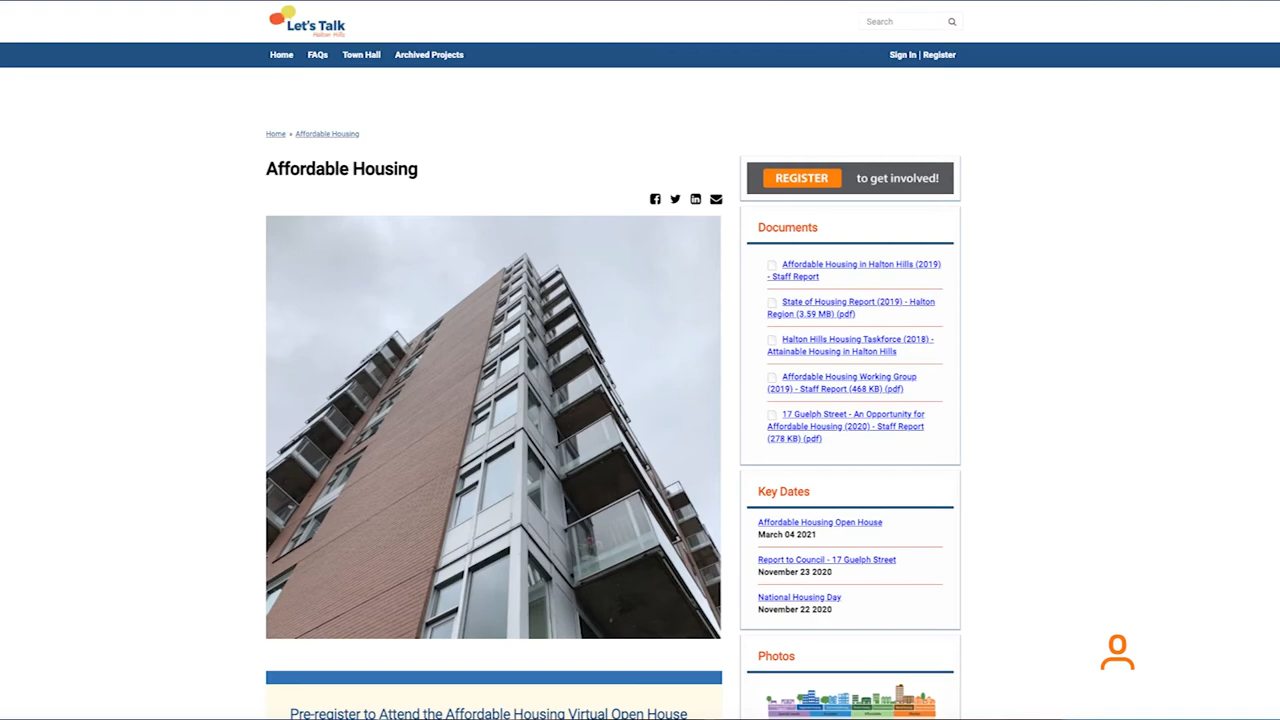 Let's Talk
Halton Hills
Search
Home FAQs Town Hall Archived Projects
Sign In | Register
Home » Affordable Housing
Affordable Housing
REGISTER to get involved!
Documents
Affordable Housing in Halton Hills (2019)
- Staff Report
State of Housing Report (2019) - Halton
Region (3.59 MB) (pdf)
Halton Hills Housing Taskforce (2018) -
Attainable Housing in Halton Hills
Affordable Housing Working Group
(2019) - Staff Report (468 KB) (pdf)
17 Guelph Street - An Opportunity for
Affordable Housing (2020) - Staff Report
(278 KB) (pdf)
Key Dates
Affordable Housing Open House
March 04 2021
Report to Council - 17 Guelph Street
November 23 2020
National Housing Day
November 22 2020
Photos
Pre-register to Attend the Affordable Housing Virtual Open House